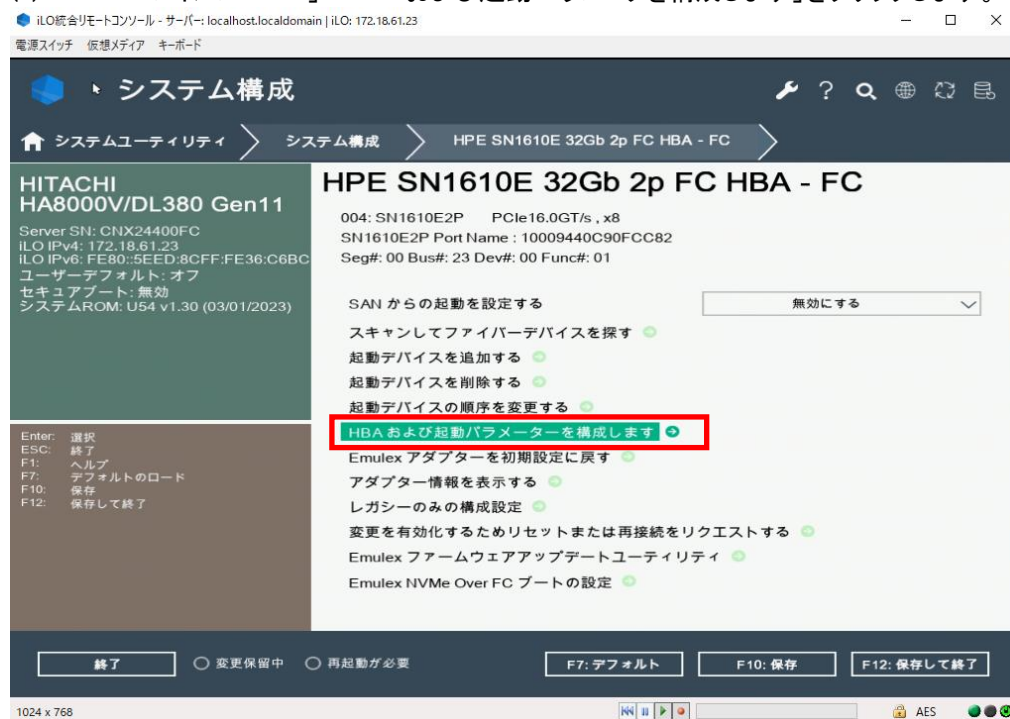 iLO統合リモートコンソール - サーバー: localhost.localdomain | iLO: 172.18.61.23
電源スイッチ 仮想メディア キーボード
システム構成
システムユーティリティ システム構成 HPE SN1610E 32Gb 2p FC HBA - FC
HITACHI
HA8000V/DL380 Gen11
Server SN: CNX24400FC
iLO IPv4: 172.18.61.23
iLO IPv6: FE80::5EED:8CFF:FE36:C6BC
ユーザーデフォルト: オフ
セキュアブート: 無効
システムROM: U54 v1.30 (03/01/2023)
Enter: 選択
ESC: 終了
F1: ヘルプ
F7: デフォルトのロード
F10: 保存
F12: 保存して終了
HPE SN1610E 32Gb 2p FC HBA - FC
004: SN1610E2P PCIe16.0GT/s , x8
SN1610E2P Port Name : 10009440C90FCC82
Seg#: 00 Bus#: 23 Dev#: 00 Func#: 01
SAN からの起動を設定する 無効にする
スキャンしてファイバーデバイスを探す
起動デバイスを追加する
起動デバイスを削除する
起動デバイスの順序を変更する
HBA および起動パラメーターを構成します
Emulex アダプターを初期設定に戻す
アダプター情報を表示する
レガシーのみの構成設定
変更を有効化するためリセットまたは再接続をリクエストする
Emulex ファームウェアアップデートユーティリティ
Emulex NVMe Over FC ブートの設定
終了 変更保留中 再起動が必要 F7: デフォルト F10: 保存 F12: 保存して終了
1024 x 768 AES